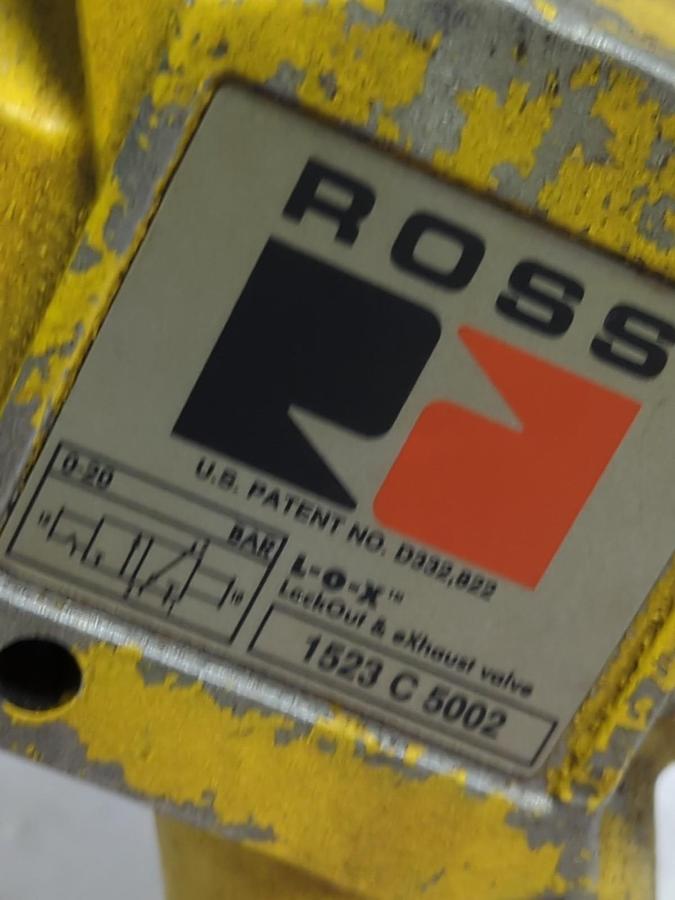 ROSS
U.S. PATENT NO. D332,822
0-20
BAR
L-O-X™
LockOut & eXhaust valve
1523 C 5002